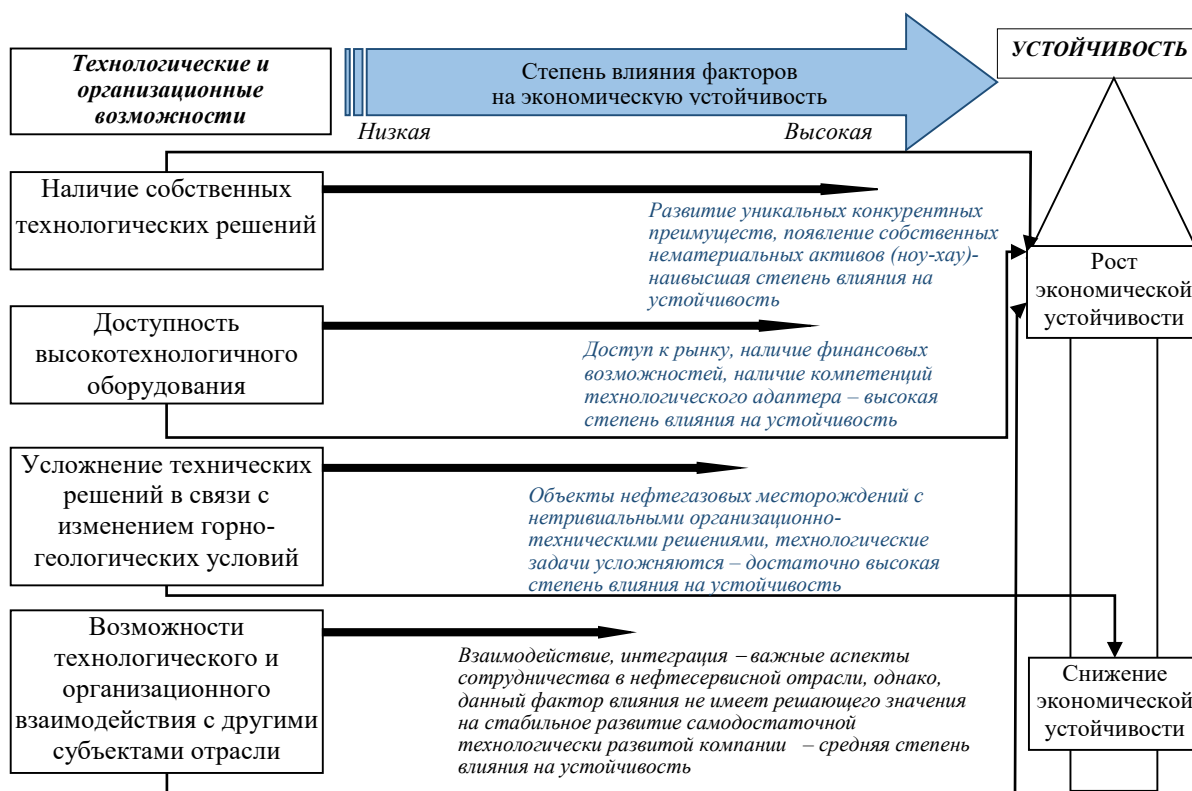 Технологические и
организационные
возможности
Степень влияния факторов
на экономическую устойчивость
Низкая
Высокая
УСТОЙЧИВОСТЬ
Наличие собственных
технологических решений
Развитие уникальных конкурентных
преимуществ, появление собственных
нематериальных активов (ноу-хау)-
наивысшая степень влияния на
устойчивость
Рост
экономической
устойчивости
Доступность
высокотехнологичного
оборудования
Доступ к рынку, наличие финансовых
возможностей, наличие компетенций
технологического адаптера – высокая
степень влияния на устойчивость
Усложнение технических
решений в связи с
изменением горно-
геологических условий
Объекты нефтегазовых месторождений с
нетривиальными организационно-
техническими решениями, технологические
задачи усложняются – достаточно высокая
степень влияния на устойчивость
Возможности
технологического и
организационного
взаимодействия с другими
субъектами отрасли
Взаимодействие, интеграция – важные аспекты
сотрудничества в нефтесервисной отрасли, однако,
данный фактор влияния не имеет решающего значения
на стабильное развитие самодостаточной
технологически развитой компании – средняя степень
влияния на устойчивость
Снижение
экономической
устойчивости